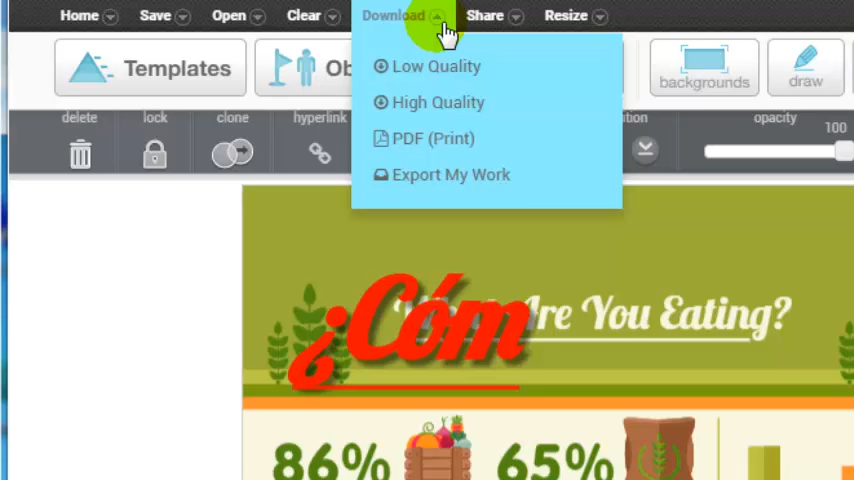 Home Save Open Clear Download Share Resize
Low Quality
High Quality
PDF (Print)
Export My Work
Templates
backgrounds
draw
delete lock clone hyperlink opacity
100
¿Cóm
Are You Eating?
86% 65%